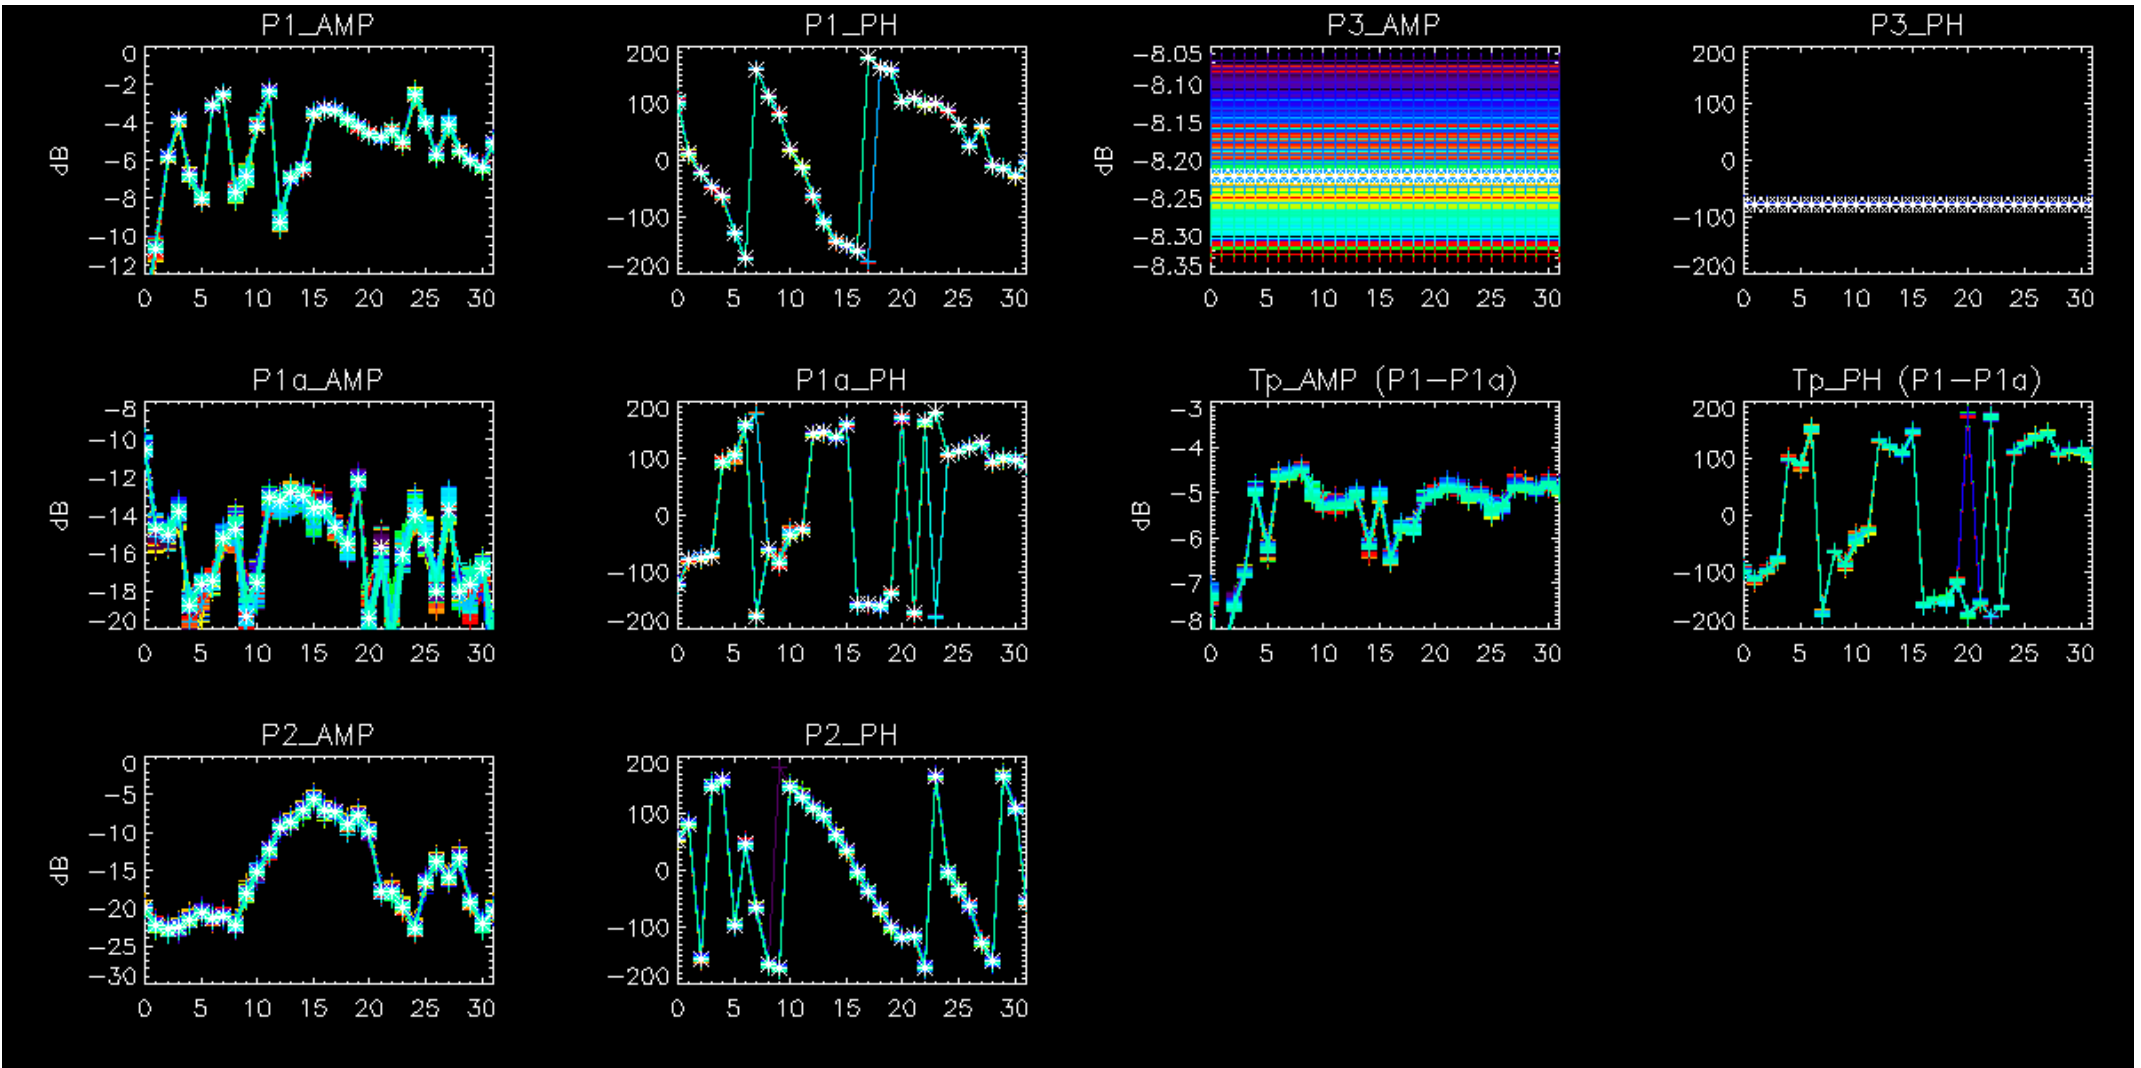 P1_AMP
P1_PH
P3_AMP
P3_PH
dB
0
−2
−4
−6
−8
−10
−12
0 5 10 15 20 25 30
200
100
0
−100
−200
0 5 10 15 20 25 30
dB
−8.05
−8.10
−8.15
−8.20
−8.25
−8.30
−8.35
0 5 10 15 20 25 30
200
100
0
−100
−200
0 5 10 15 20 25 30
P1a_AMP
P1a_PH
Tp_AMP (P1−P1a)
Tp_PH (P1−P1a)
dB
−8
−10
−12
−14
−16
−18
−20
0 5 10 15 20 25 30
200
100
0
−100
−200
0 5 10 15 20 25 30
dB
−3
−4
−5
−6
−7
−8
0 5 10 15 20 25 30
200
100
0
−100
−200
0 5 10 15 20 25 30
P2_AMP
P2_PH
dB
0
−5
−10
−15
−20
−25
−30
0 5 10 15 20 25 30
200
100
0
−100
−200
0 5 10 15 20 25 30